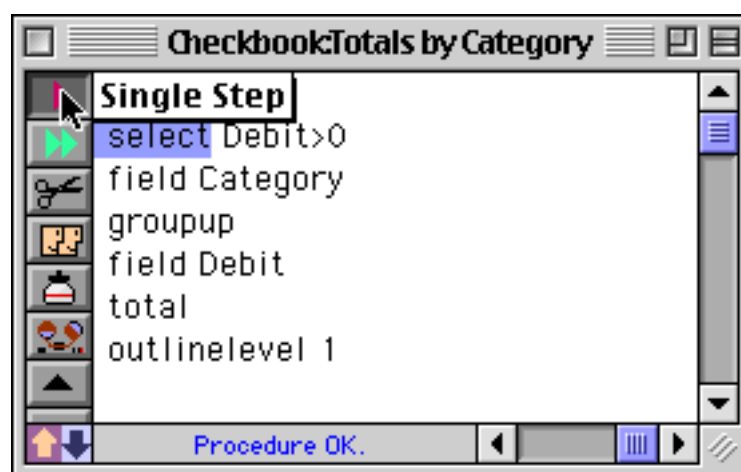 Checkbook:Totals by Category
Single Step
select Debit>0
field Category
groupup
field Debit
total
outlinelevel 1
Procedure OK.